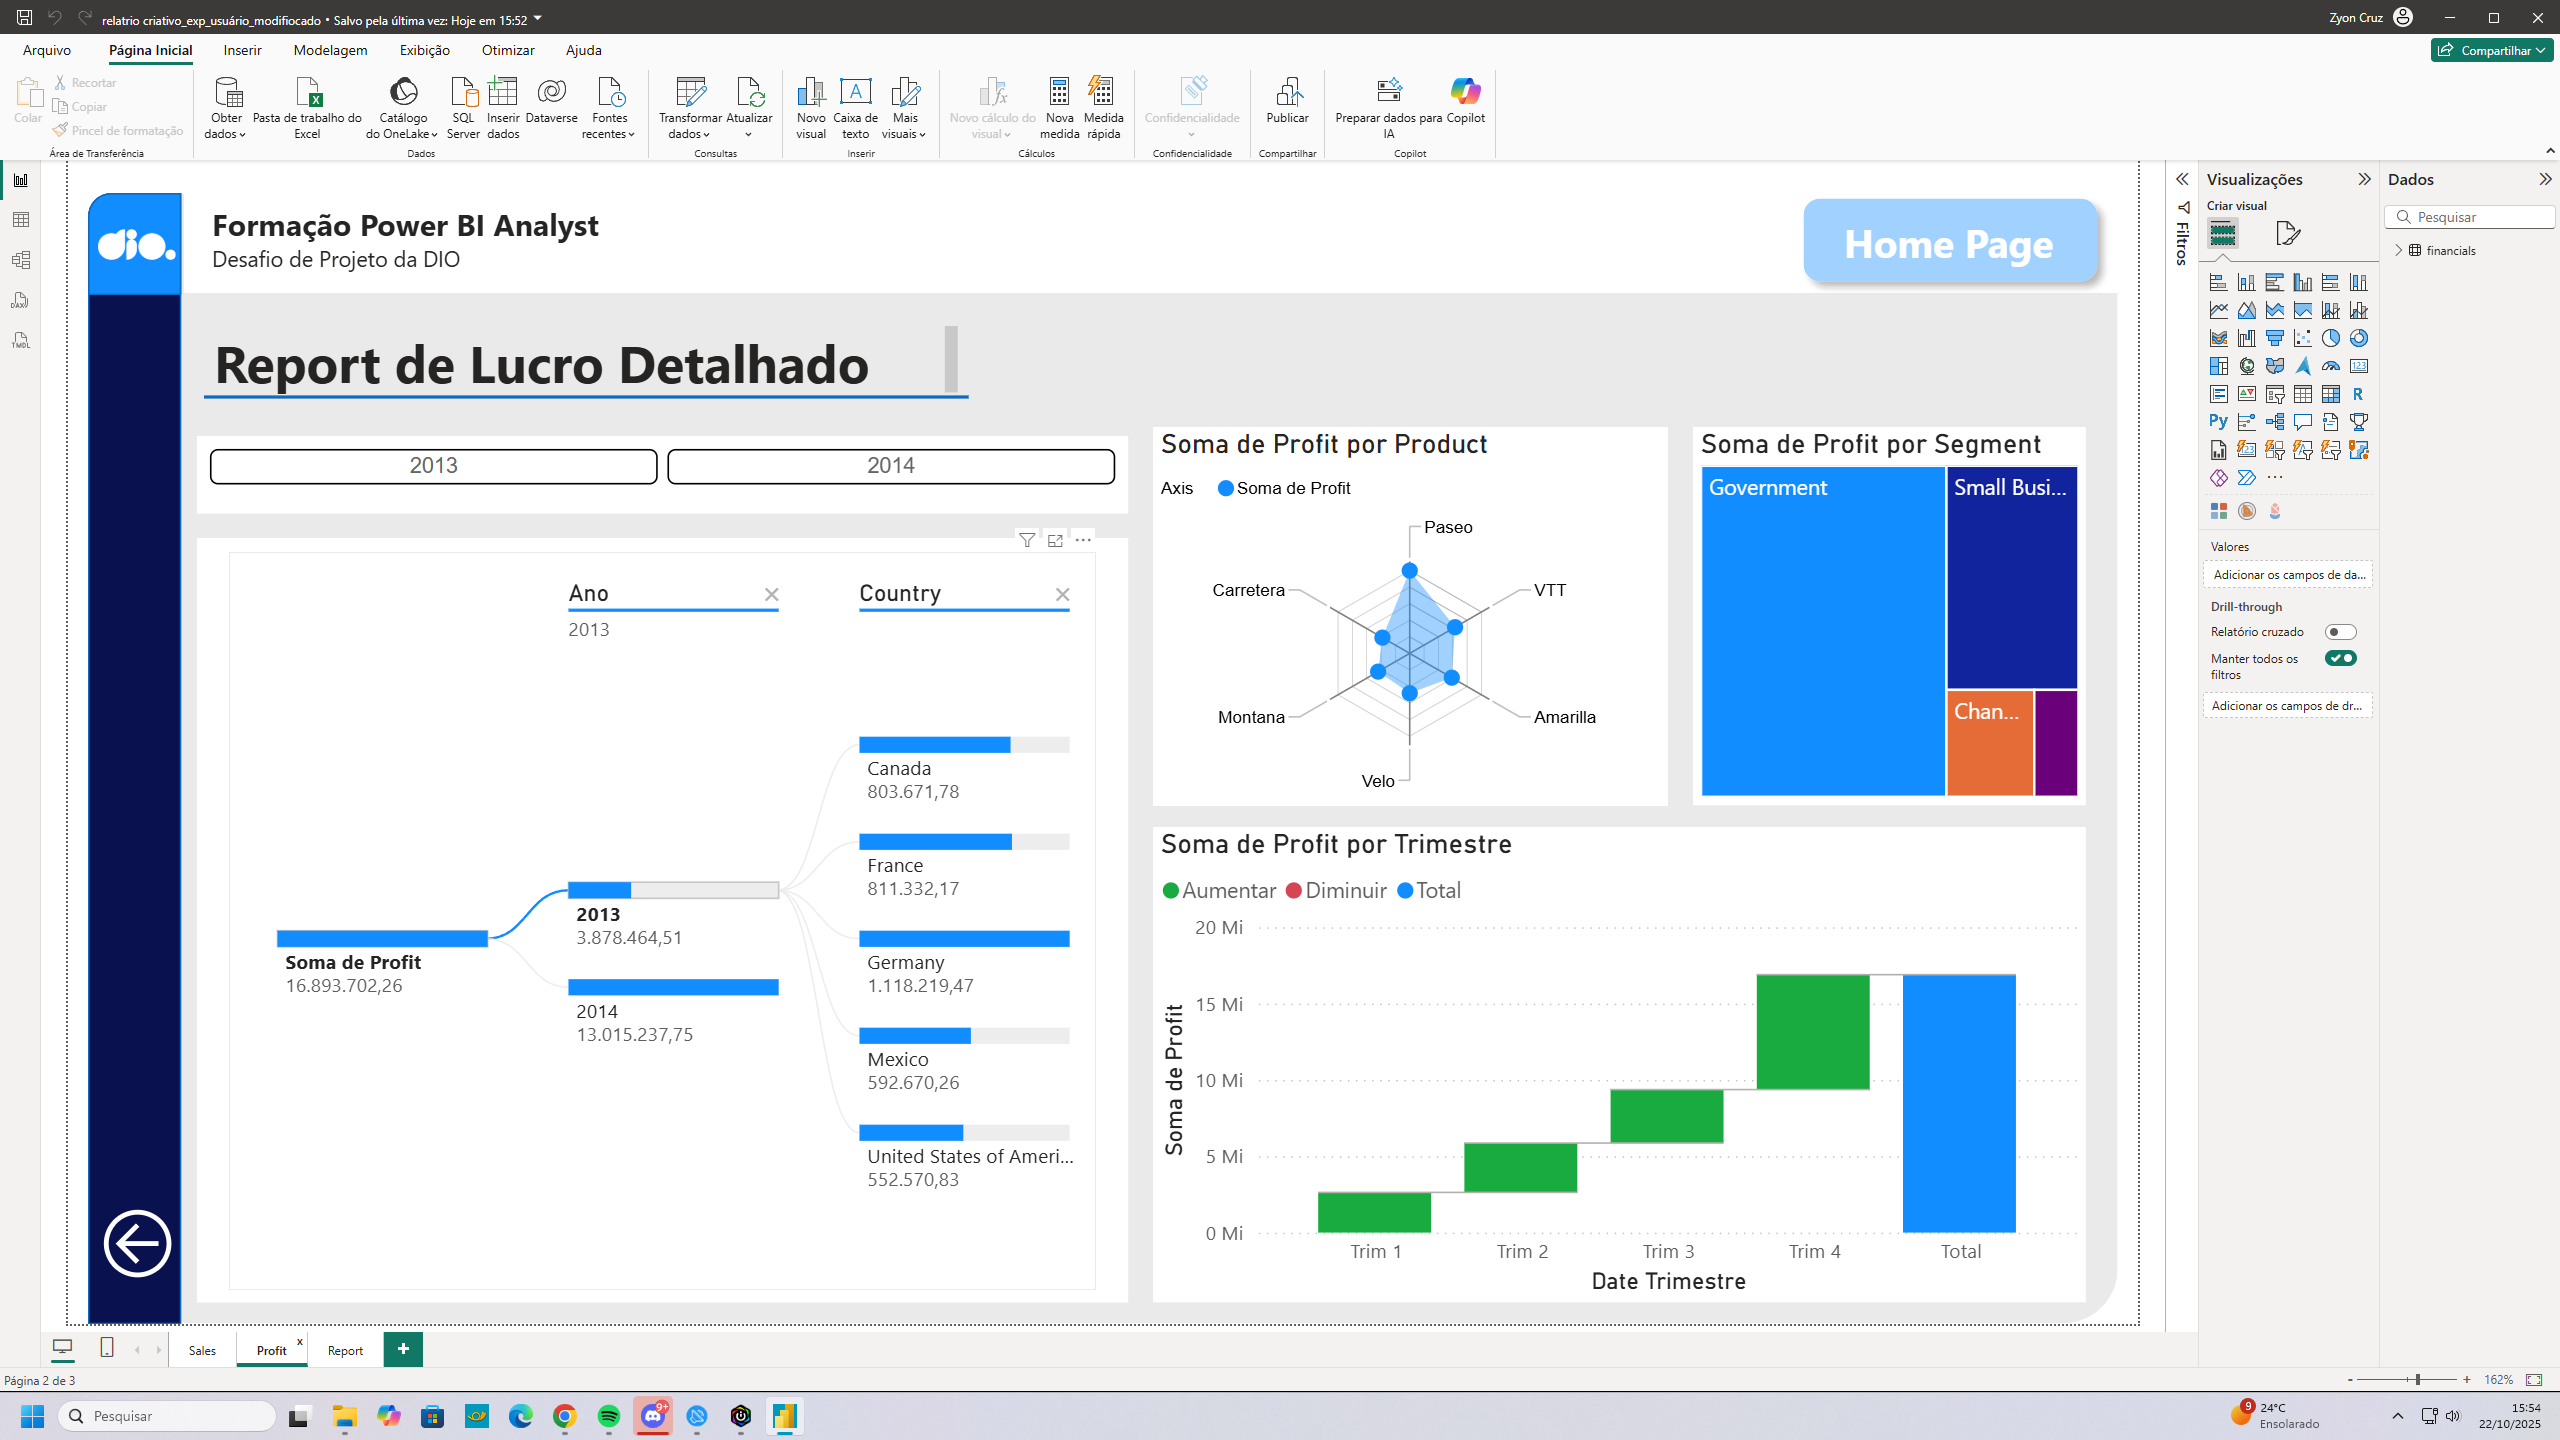 relatrio criativo_exp_usuário_modifiocado • Salvo pela última vez: Hoje em 15:52
Zyon Cruz
Arquivo
Página Inicial
Inserir
Modelagem
Exibição
Otimizar
Ajuda
Compartilhar
Colar
Recortar
Copiar
Pincel de formatação
Área de Transferência
Obter dados
Pasta de trabalho do Excel
Catálogo do OneLake
SQL Server
Inserir dados
Dataverse
Fontes recentes
Dados
Transformar dados
Atualizar
Consultas
Novo visual
Caixa de texto
Mais visuais
Inserir
Novo cálculo do visual
Nova medida
Medida rápida
Cálculos
Confidencialidade
Confidencialidade
Publicar
Compartilhar
Preparar dados para IA
Copilot
Copilot
DAX
TMDL
dio.
Formação Power BI Analyst
Desafio de Projeto da DIO
Home Page
Report de Lucro Detalhado
2013
2014
Ano
2013
Country
Soma de Profit
16.893.702,26
2013
3.878.464,51
2014
13.015.237,75
Canada
803.671,78
France
811.332,17
Germany
1.118.219,47
Mexico
592.670,26
United States of Ameri...
552.570,83
Soma de Profit por Product
Axis
Soma de Profit
Paseo
VTT
Amarilla
Velo
Montana
Carretera
Soma de Profit por Segment
Government
Small Busi...
Chan...
Soma de Profit por Trimestre
Aumentar
Diminuir
Total
20 Mi
15 Mi
10 Mi
5 Mi
0 Mi
Soma de Profit
Trim 1
Trim 2
Trim 3
Trim 4
Total
Date Trimestre
Filtros
Visualizações
Criar visual
123
R
Py
Valores
Adicionar os campos de da...
Drill-through
Relatório cruzado
Manter todos os filtros
Adicionar os campos de dr...
Dados
Pesquisar
financials
Sales
Profit
x
Report
+
Página 2 de 3
- + 162%
Pesquisar
9+
9
24°C
Ensolarado
15:54
22/10/2025